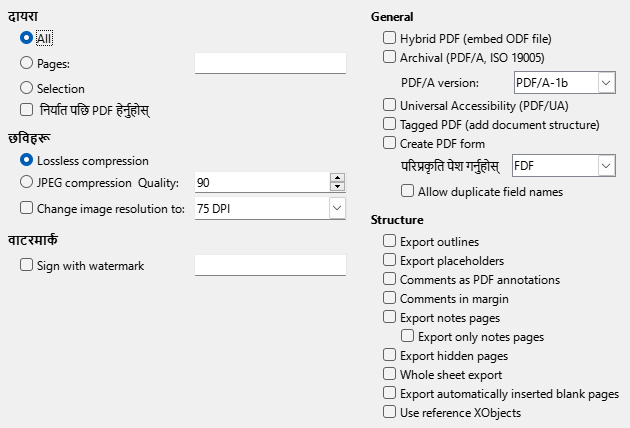 दायरा
All
Pages:
Selection
निर्यात पछि PDF हेर्नुहोस्
छविहरू
Lossless compression
JPEG compression Quality: 90
Change image resolution to: 75 DPI
वाटरमार्क
Sign with watermark
General
Hybrid PDF (embed ODF file)
Archival (PDF/A, ISO 19005)
PDF/A version: PDF/A-1b
Universal Accessibility (PDF/UA)
Tagged PDF (add document structure)
Create PDF form
परिप्रकृति पेश गर्नुहोस् FDF
Allow duplicate field names
Structure
Export outlines
Export placeholders
Comments as PDF annotations
Comments in margin
Export notes pages
Export only notes pages
Export hidden pages
Whole sheet export
Export automatically inserted blank pages
Use reference XObjects